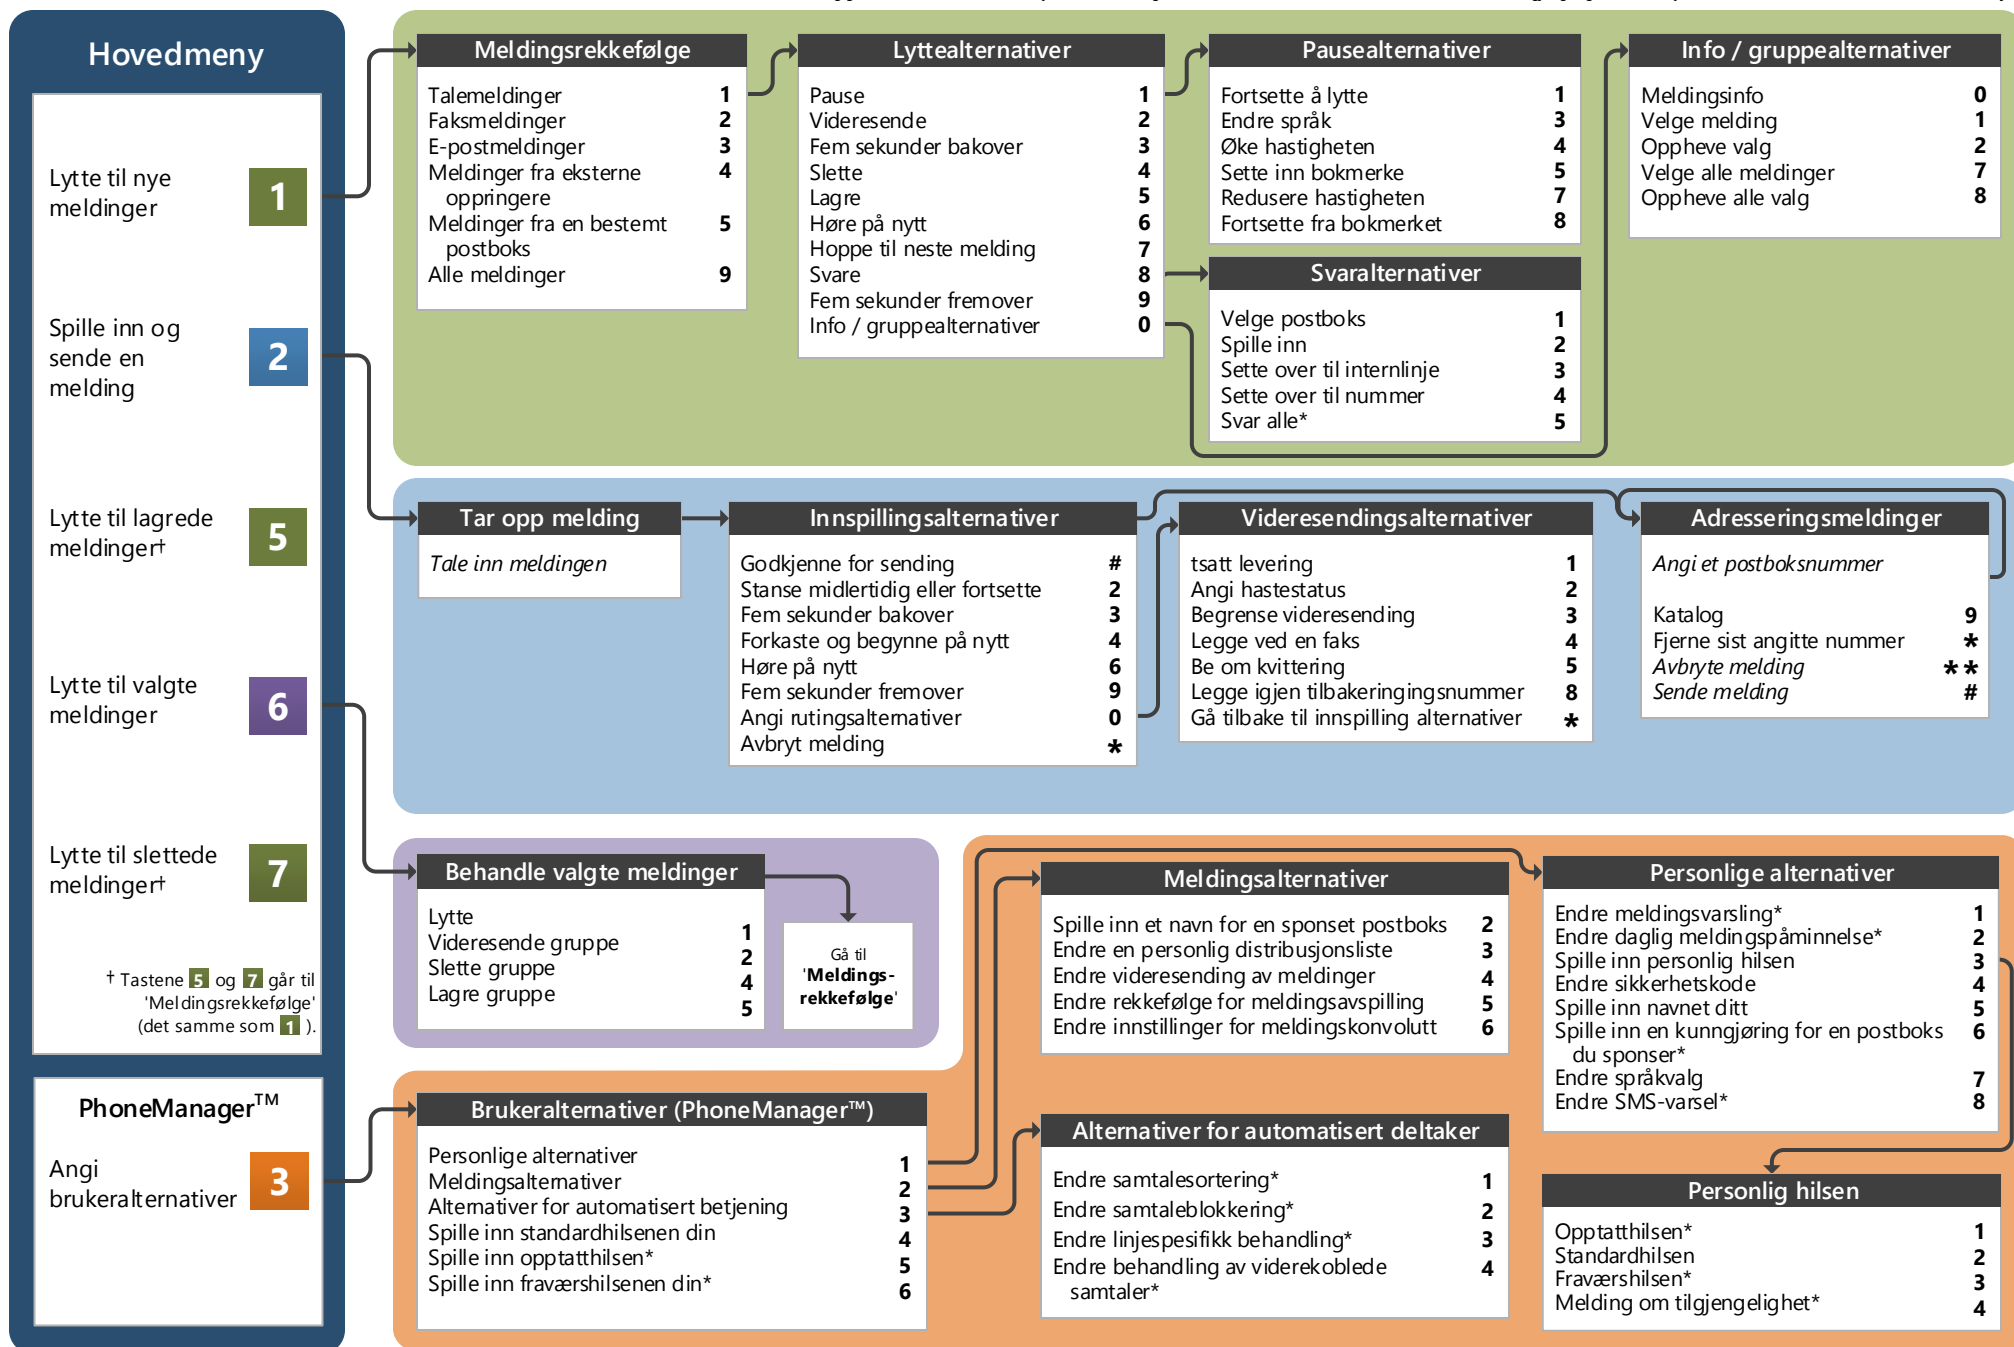 Hovedmeny
Lytte til nye
meldinger
1
Spille inn og
sende en
melding
2
Lytte til lagrede
meldinger†
5
Lytte til valgte
meldinger
6
Lytte til slettede
meldinger†
7
† Tastene 5 og 7 går til
'Meldingsrekkefølge'
(det samme som 1 ).
PhoneManager™
Angi
brukeralternativer
3
Meldingsrekkefølge
Talemeldinger 1
Faksmeldinger 2
E-postmeldinger 3
Meldinger fra eksterne 4
oppringere
Meldinger fra en bestemt 5
postboks
Alle meldinger 9
Lyttealternativer
Pause 1
Videresende 2
Fem sekunder bakover 3
Slette 4
Lagre 5
Høre på nytt 6
Hoppe til neste melding 7
Svare 8
Fem sekunder fremover 9
Info / gruppealternativer 0
Pausealternativer
Fortsette å lytte 1
Endre språk 3
Øke hastigheten 4
Sette inn bokmerke 5
Redusere hastigheten 7
Fortsette fra bokmerket 8
Svaralternativer
Velge postboks 1
Spille inn 2
Sette over til internlinje 3
Sette over til nummer 4
Svar alle* 5
Info / gruppealternativer
Meldingsinfo 0
Velge melding 1
Oppheve valg 2
Velge alle meldinger 7
Oppheve alle valg 8
Tar opp melding
Tale inn meldingen
Innspillingsalternativer
Godkjenne for sending #
Stanse midlertidig eller fortsette 2
Fem sekunder bakover 3
Forkaste og begynne på nytt 4
Høre på nytt 6
Fem sekunder fremover 9
Angi rutingsalternativer 0
Avbryt melding *
Videresendingsalternativer
tsatt levering 1
Angi hastestatus 2
Begrense videresending 3
Legge ved en faks 4
Be om kvittering 5
Legge igjen tilbakeringingsnummer 8
Gå tilbake til innspilling alternativer *
Adresseringsmeldinger
Angi et postboksnummer
Katalog 9
Fjerne sist angitte nummer *
Avbryte melding **
Sende melding #
Behandle valgte meldinger
Lytte 1
Videresende gruppe 2
Slette gruppe 4
Lagre gruppe 5
Gå til
'Meldings-
rekkefølge'
Brukeralternativer (PhoneManager™)
Personlige alternativer 1
Meldingsalternativer 2
Alternativer for automatisert betjening 3
Spille inn standardhilsenen din 4
Spille inn opptatthilsen* 5
Spille inn fraværshilsenen din* 6
Meldingsalternativer
Spille inn et navn for en sponset postboks 2
Endre en personlig distribusjonsliste 3
Endre videresending av meldinger 4
Endre rekkefølge for meldingsavspilling 5
Endre innstillinger for meldingskonvolutt 6
Alternativer for automatisert deltaker
Endre samtalesortering* 1
Endre samtaleblokkering* 2
Endre linjespesifikk behandling* 3
Endre behandling av viderekoblede 4
samtaler*
Personlige alternativer
Endre meldingsvarsling* 1
Endre daglig meldingspåminnelse* 2
Spille inn personlig hilsen 3
Endre sikkerhetskode 4
Spille inn navnet ditt 5
Spille inn en kunngjøring for en postboks 6
du sponser*
Endre språkvalg 7
Endre SMS-varsel* 8
Personlig hilsen
Opptatthilsen* 1
Standardhilsen 2
Fraværshilsen* 3
Melding om tilgjengelighet* 4